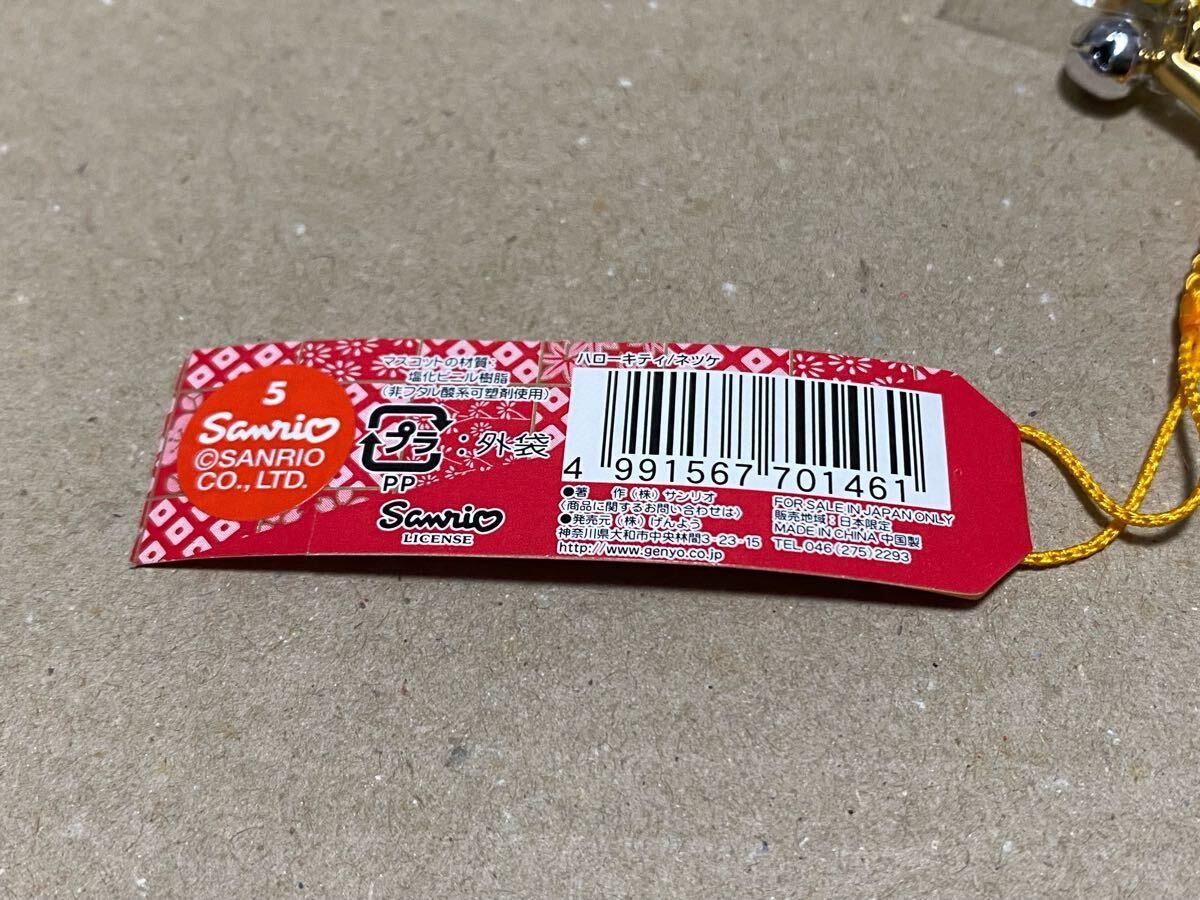 5
Sanrio
©SANRIO
CO., LTD.
マスコットの材質:
塩化ビニル樹脂
(非フタル酸系可塑剤使用)
プラ
:外袋
PP
Sanrio
LICENSE
ハローキティ/ネツケ
4 991567 701461
●著 作 (株) サンリオ
〈商品に関するお問い合わせは〉
●発売元 (株) げんよう
神奈川県大和市中央林間3-23-15
http://www.genyo.co.jp
FOR SALE IN JAPAN ONLY
販売地域:日本限定
MADE IN CHINA 中国製
TEL 046 (275) 2293